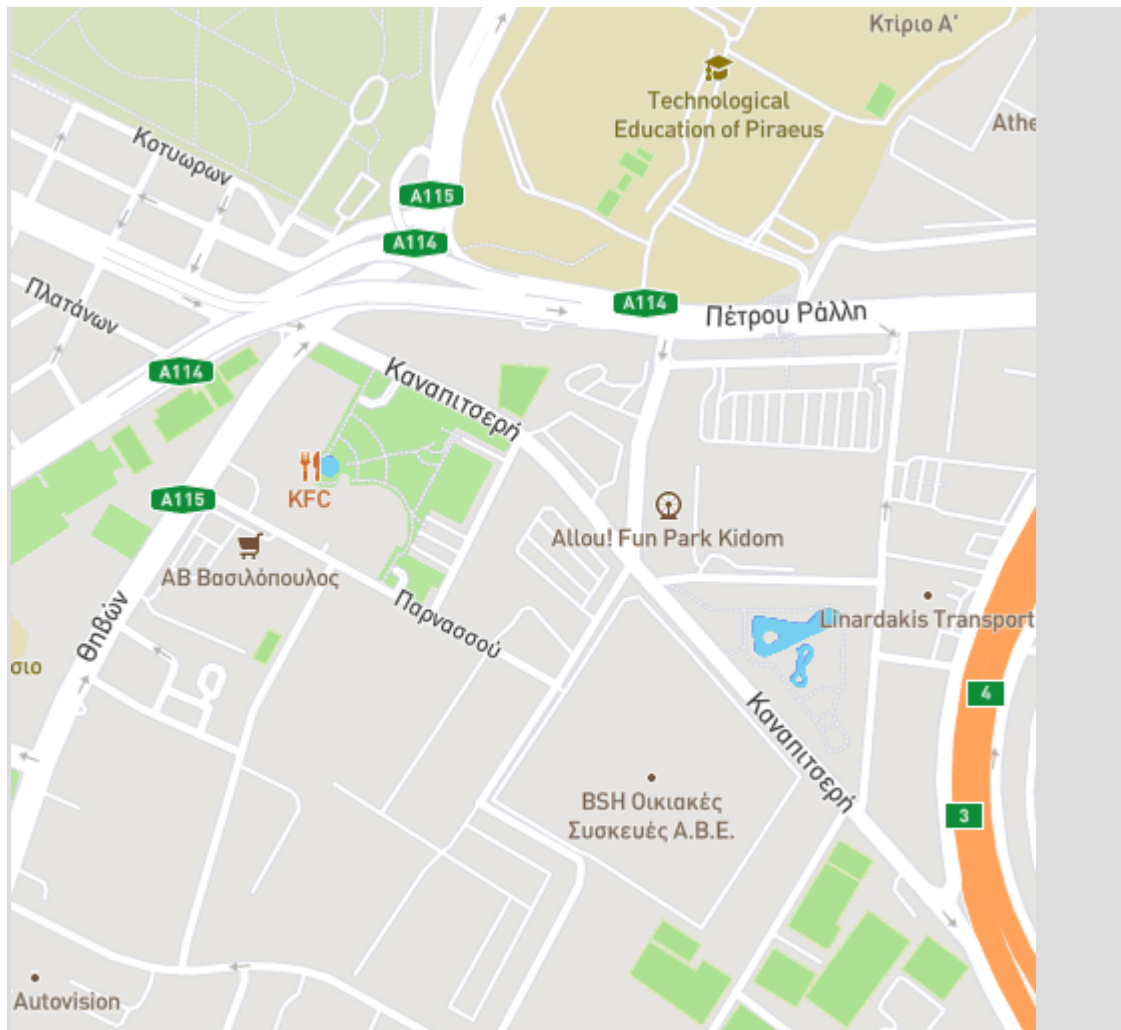 Κτίριο Α'
Technological
Education of Piraeus
Athe
Κοτυωρων
A115
A114
Πλατάνων
A114
Πέτρου Ράλλη
A114
Καναπιτσερή
KFC
A115
Allou! Fun Park Kidom
ΑΒ Βασιλόπουλος
Παρνασσού
Θηβών
Linardakis Transport
σιο
4
Καναπιτσερή
BSH Οικιακές
Συσκευές Α.Β.Ε.
3
Autovision